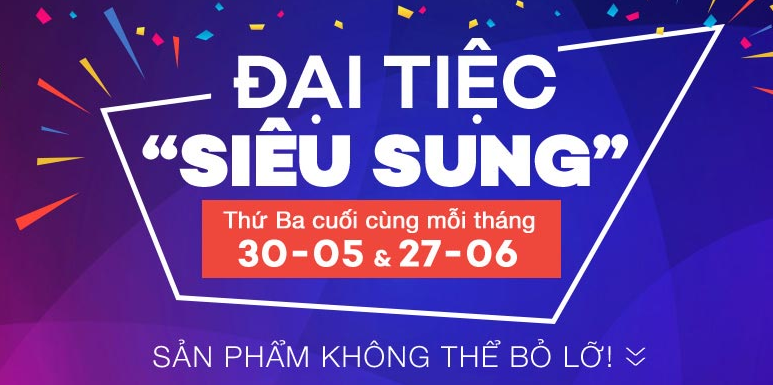 ĐẠI TIỆC
“SIÊU SUNG”
Thứ Ba cuối cùng mỗi tháng
30-05 & 27-06
SẢN PHẨM KHÔNG THỂ BỎ LỠ!